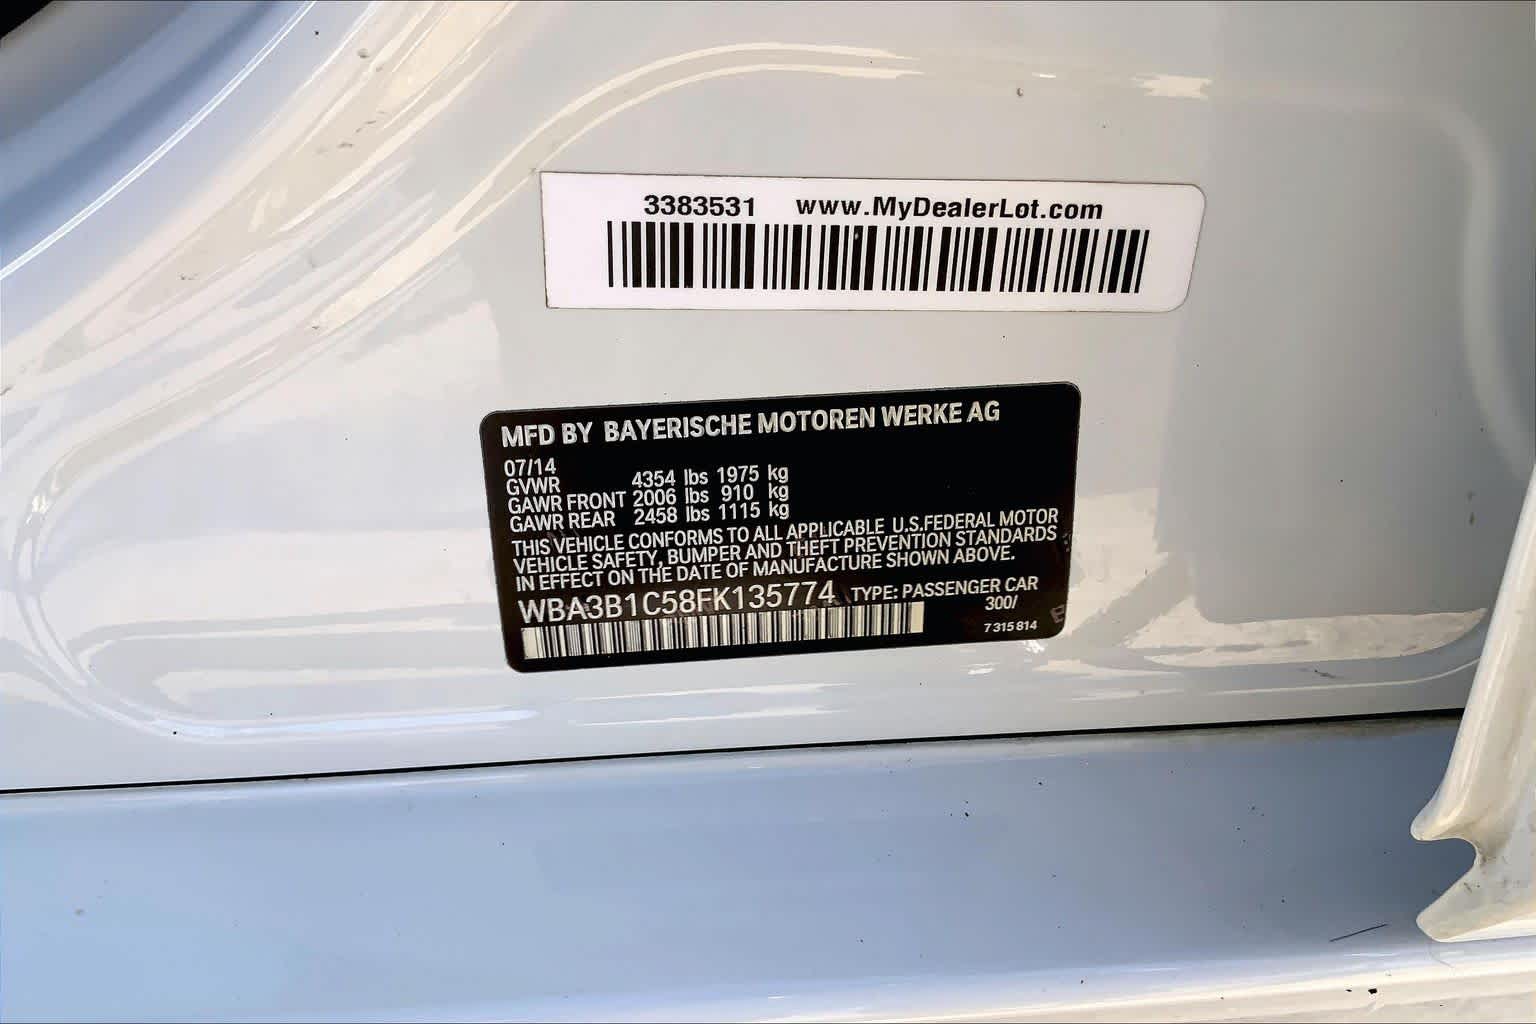 3383531 www.MyDealerLot.com
MFD BY BAYERISCHE MOTOREN WERKE AG
07/14
GVWR 4354 lbs 1975 kg
GAWR FRONT 2006 lbs 910 kg
GAWR REAR 2458 lbs 1115 kg
THIS VEHICLE CONFORMS TO ALL APPLICABLE U.S.FEDERAL MOTOR
VEHICLE SAFETY, BUMPER AND THEFT PREVENTION STANDARDS
IN EFFECT ON THE DATE OF MANUFACTURE SHOWN ABOVE.
WBA3B1C58FK135774 TYPE: PASSENGER CAR
300/
7 315 814